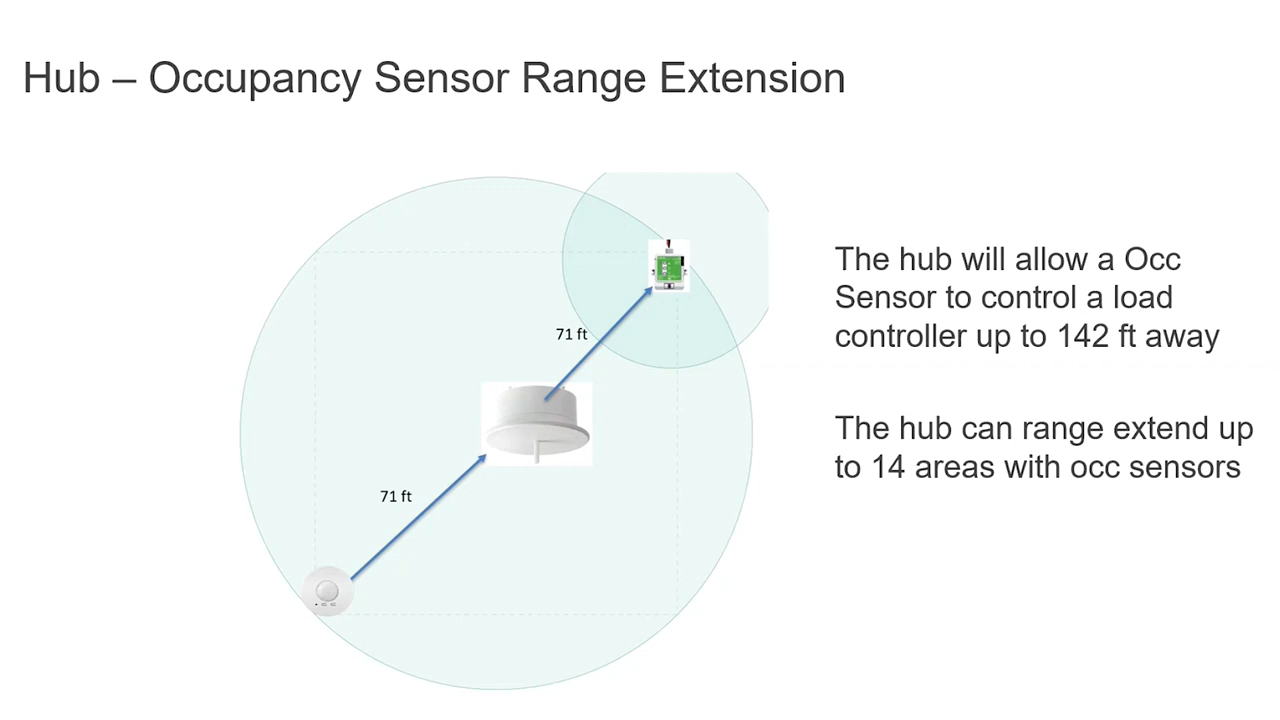 Hub – Occupancy Sensor Range Extension
The hub will allow a Occ
Sensor to control a load
controller up to 142 ft away
71 ft
The hub can range extend up
to 14 areas with occ sensors
71 ft